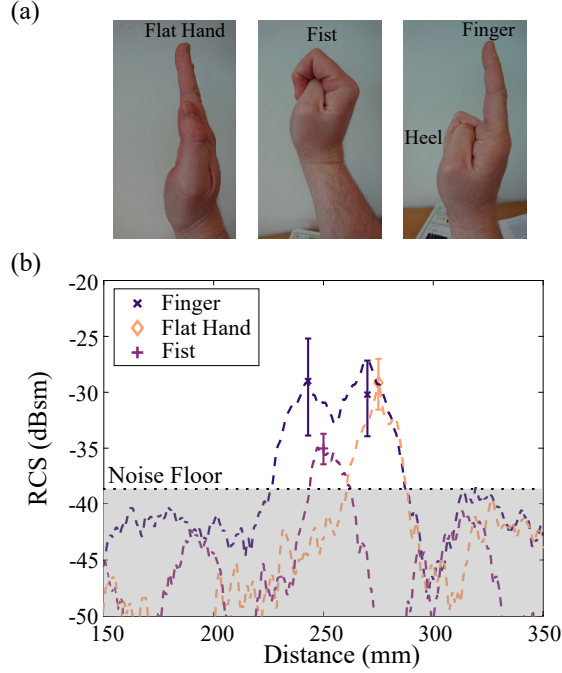 (a)
Flat Hand
Fist
Finger
Heel
(b)
-20
-25
-30
-35
-40
-45
-50
RCS (dBsm)
Finger
Flat Hand
Fist
Noise Floor
150 200 250 300 350
Distance (mm)